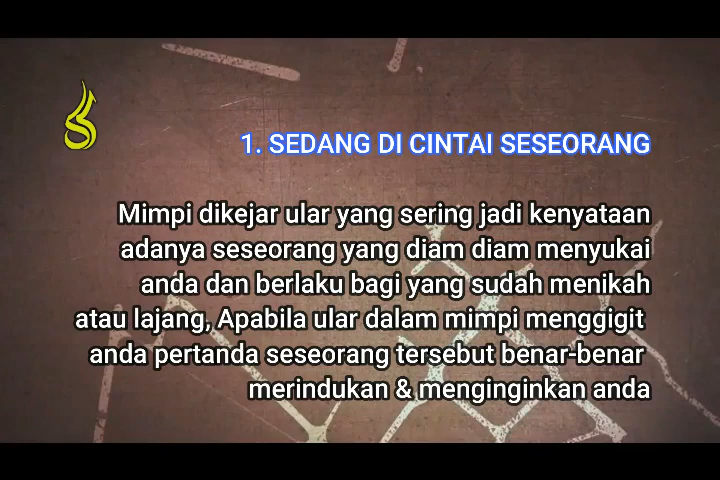 1. SEDANG DI CINTAI SESEORANG
Mimpi dikejar ular yang sering jadi kenyataan
adanya seseorang yang diam diam menyukai
anda dan berlaku bagi yang sudah menikah
atau lajang, Apabila ular dalam mimpi menggigit
anda pertanda seseorang tersebut benar-benar
merindukan & menginginkan anda